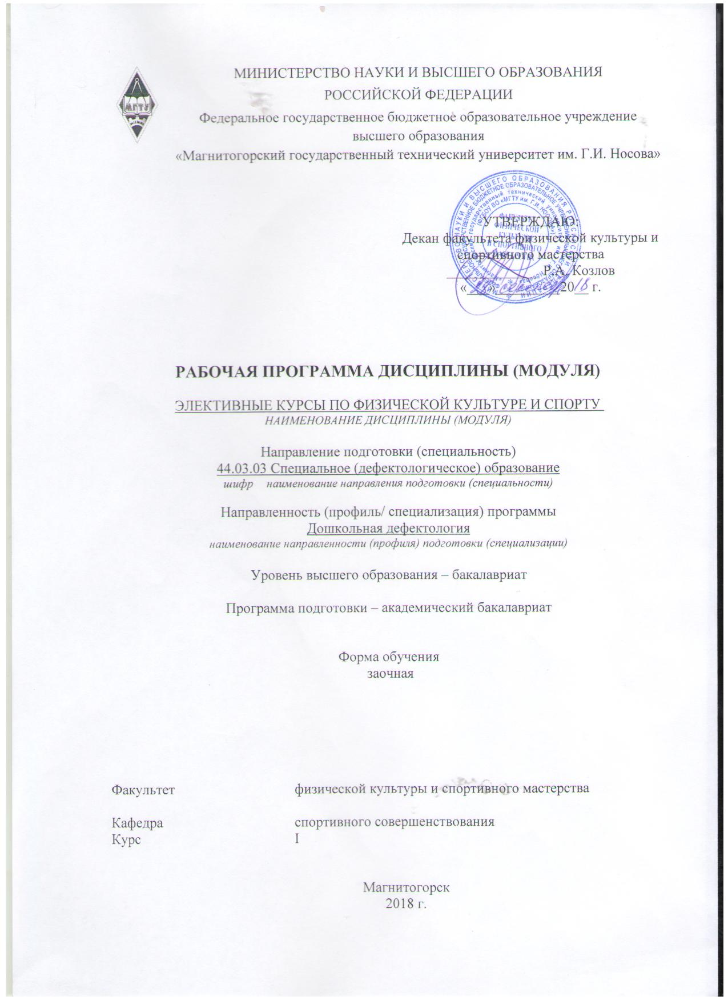 МИНИСТЕРСТВО НАУКИ И ВЫСШЕГО ОБРАЗОВАНИЯ
РОССИЙСКОЙ ФЕДЕРАЦИИ
Федеральное государственное бюджетное образовательное учреждение
высшего образования
«Магнитогорский государственный технический университет им. Г.И. Носова»
МГТУ
УТВЕРЖДАЮ:
Декан факультета физической культуры и
спортивного мастерства
Р.А. Козлов
«___»_________2018 г.
РАБОЧАЯ ПРОГРАММА ДИСЦИПЛИНЫ (МОДУЛЯ)
ЭЛЕКТИВНЫЕ КУРСЫ ПО ФИЗИЧЕСКОЙ КУЛЬТУРЕ И СПОРТУ
НАИМЕНОВАНИЕ ДИСЦИПЛИНЫ (МОДУЛЯ)
Направление подготовки (специальность)
44.03.03 Специальное (дефектологическое) образование
шифр наименование направления подготовки (специальности)
Направленность (профиль/ специализация) программы
Дошкольная дефектология
наименование направленности (профиля) подготовки (специализации)
Уровень высшего образования – бакалавриат
Программа подготовки – академический бакалавриат
Форма обучения
заочная
Факультет физической культуры и спортивного мастерства
Кафедра спортивного совершенствования
Курс I
Магнитогорск
2018 г.